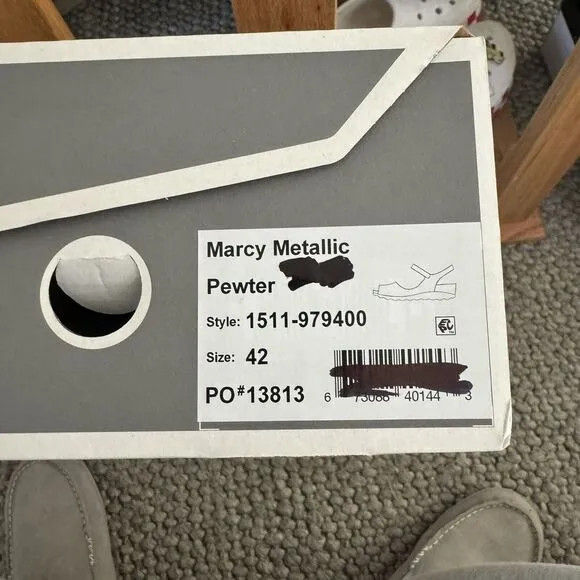 Marcy Metallic
Pewter
Style: 1511-979400
Size: 42
PO#13813
6 73088 40144 3